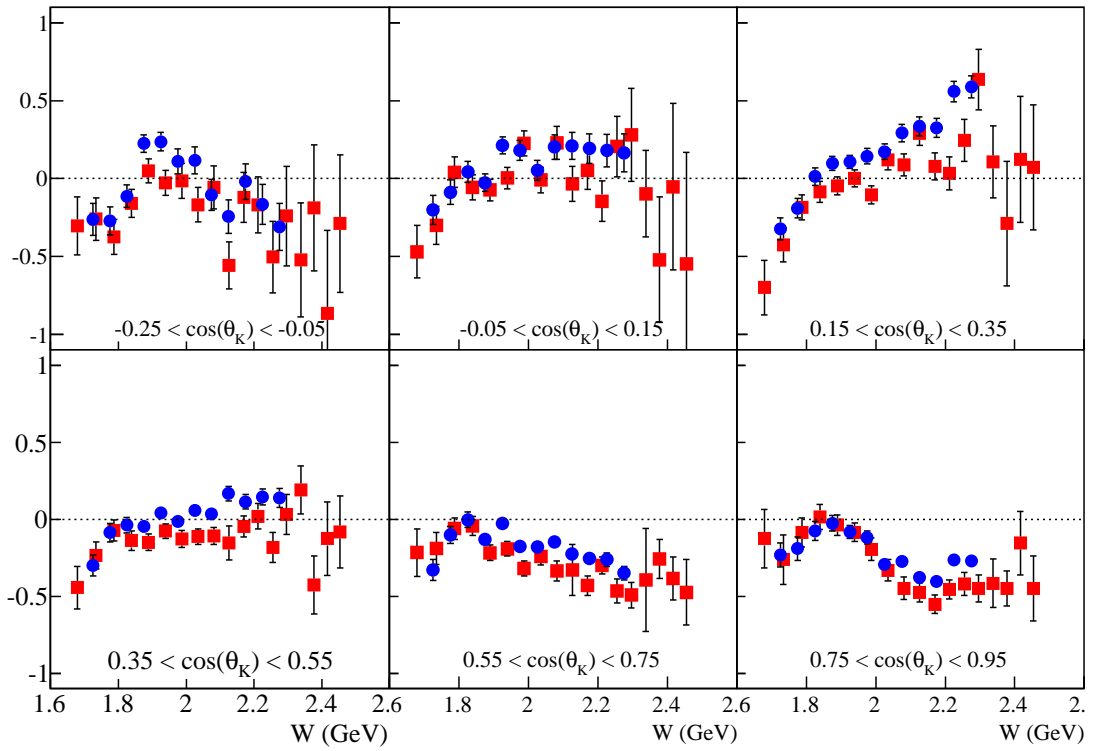 1
0.5
0
-0.5
-1
-0.25 < cos(θK) < -0.05
-0.05 < cos(θK) < 0.15
0.15 < cos(θK) < 0.35
1
0.5
0
-0.5
-1
0.35 < cos(θK) < 0.55
0.55 < cos(θK) < 0.75
0.75 < cos(θK) < 0.95
1.6 1.8 2 2.2 2.4 2.6 1.8 2 2.2 2.4 2.6 1.8 2 2.2 2.4 2.
W (GeV) W (GeV) W (GeV)